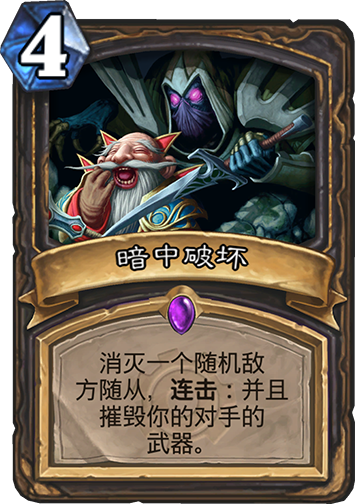 4
暗中破坏
消灭一个随机敌
方随从，连击：并且
摧毁你的对手的
武器。